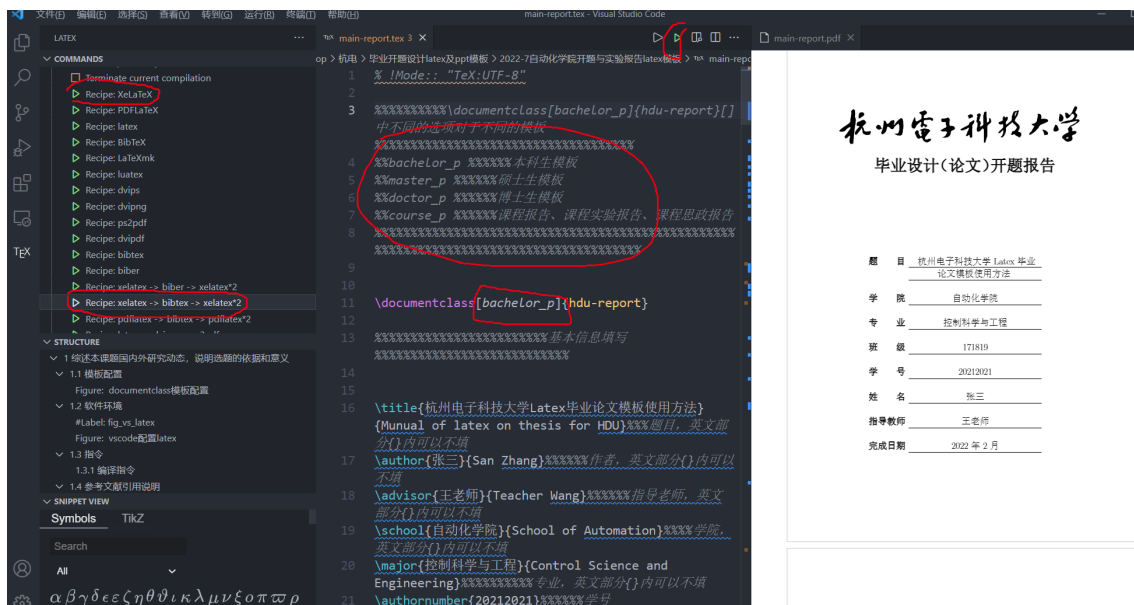 文件(F) 编辑(E) 选择(S) 查看(V) 转到(G) 运行(R) 终端(T) 帮助(H)
main-report.tex - Visual Studio Code
LATEX
COMMANDS
Terminate current compilation
Recipe: XeLaTeX
Recipe: PDFLaTeX
Recipe: latex
Recipe: BibTeX
Recipe: LaTeXmk
Recipe: luatex
Recipe: dvips
Recipe: dvipng
Recipe: ps2pdf
Recipe: dvipdf
Recipe: bibtex
Recipe: biber
Recipe: xelatex -> biber -> xelatex*2
Recipe: xelatex -> bibtex -> xelatex*2
Recipe: pdflatex -> bibtex -> pdflatex*2
STRUCTURE
1 综述本课题国内外研究动态，说明选题的依据和意义
1.1 模板配置
Figure: documentclass模板配置
1.2 软件环境
#Label: fig_vs_latex
Figure: vscode配置latex
1.3 指令
1.3.1 编译指令
1.4 参考文献引用说明
SNIPPET VIEW
Symbols TikZ
Search
All
α β γ δ ϵ ε ζ η θ ϑ ι κ λ μ ν ξ ο π ϖ ρ
TEX
TEX main-report.tex 3 ×
op > 杭电 > 毕业开题设计latex及ppt模板 > 2022-7自动化学院开题与实验报告latex模板 > TEX main-repo
1 % !Mode:: "TeX:UTF-8"
2
3 %%%%%%%%%%\documentclass[bachelor_p]{hdu-report}[]
中不同的选项对于不同的模板
%%%%%%%%%%%%%%%%%%%%%%%%%%%%%%%%%%%
4 %%bachelor_p %%%%%%本科生模板
5 %%master_p %%%%%%硕士生模板
6 %%doctor_p %%%%%%博士生模板
7 %%course_p %%%%%%课程报告、课程实验报告、课程思政报告
8 %%%%%%%%%%%%%%%%%%%%%%%%%%%%%%%%%%%%%%%%%%%%%%%%%
%%%%%%%%%%%%%%%%%%%%%%%%%%%%%%%%%%%%
9
10
11 \documentclass[bachelor_p]{hdu-report}
12
13 %%%%%%%%%%%%%%%%%%%%%%%基本信息填写
%%%%%%%%%%%%%%%%%%%%%%%%%%
14
15
16 \title{杭州电子科技大学Latex毕业论文模板使用方法}
{Munual of latex on thesis for HDU}%%%题目，英文部
分{}内可以不填
17 \author{张三}{San Zhang}%%%%%%作者，英文部分{}内可以
不填
18 \advisor{王老师}{Teacher Wang}%%%%%%指导老师，英文
部分{}内可以不填
19 \school{自动化学院}{School of Automation}%%%%学院，
英文部分{}内可以不填
20 \major{控制科学与工程}{Control Science and
Engineering}%%%%%%%%%%专业，英文部分{}内可以不填
21 \authornumber{20212021}%%%%%%学号
main-report.pdf ×
杭州电子科技大学
毕业设计(论文)开题报告
题 目 杭州电子科技大学 Latex 毕业
论文模板使用方法
学 院 自动化学院
专 业 控制科学与工程
班 级 171819
学 号 20212021
姓 名 张三
指导教师 王老师
完成日期 2022 年 2 月